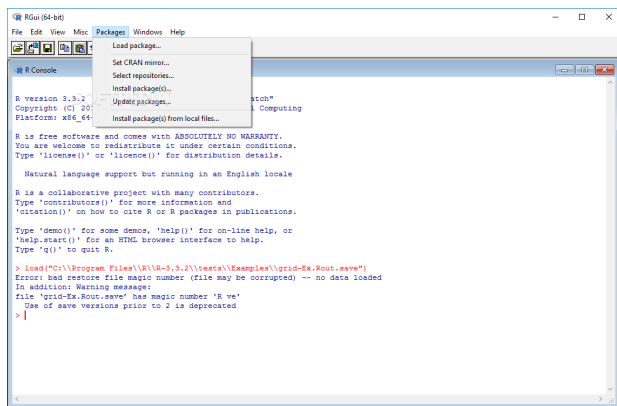 RGui (64-bit)
File Edit View Misc Packages Windows Help
Load package...
Set CRAN mirror...
Select repositories...
Install package(s)...
Update packages...
Install package(s) from local files...
R Console
R version 3.3.2 atch"
Copyright (C) 20 l Computing
Platform: x86_64-
R is free software and comes with ABSOLUTELY NO WARRANTY.
You are welcome to redistribute it under certain conditions.
Type 'license()' or 'licence()' for distribution details.
Natural language support but running in an English locale
R is a collaborative project with many contributors.
Type 'contributors()' for more information and
'citation()' on how to cite R or R packages in publications.
Type 'demo()' for some demos, 'help()' for on-line help, or
'help.start()' for an HTML browser interface to help.
Type 'q()' to quit R.
> load("C:\\Program Files\\R\\R-3.3.2\\tests\\Examples\\grid-Ex.Rout.save")
Error: bad restore file magic number (file may be corrupted) -- no data loaded
In addition: Warning message:
file 'grid-Ex.Rout.save' has magic number 'R ve'
Use of save versions prior to 2 is deprecated
>